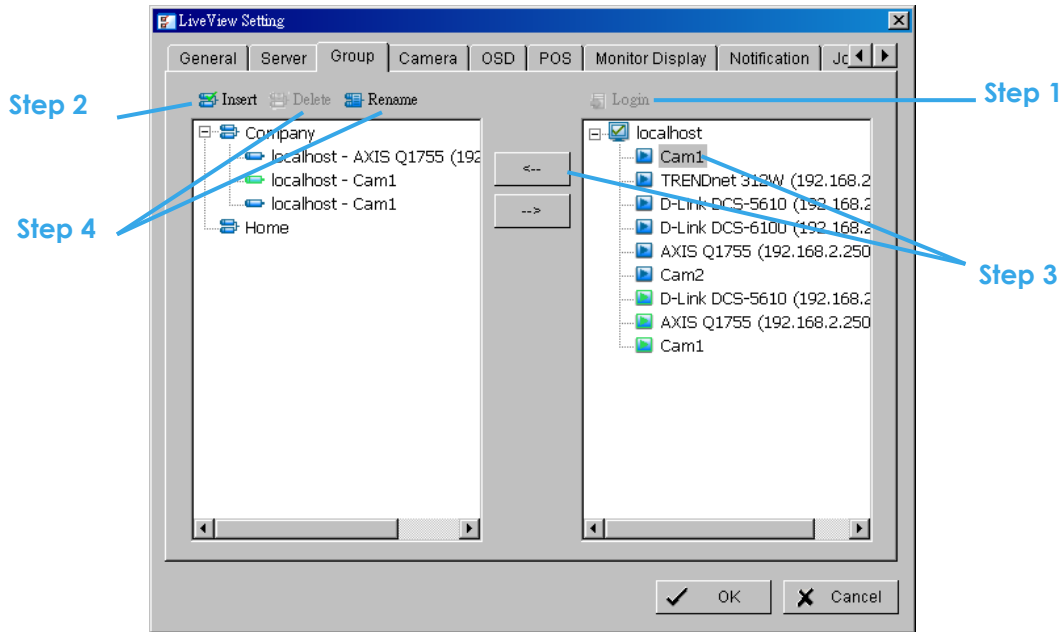 LiveView Setting
General Server Group Camera OSD POS Monitor Display Notification Jo
Step 2
Insert Delete Rename
Login
Step 1
Company
localhost - AXIS Q1755 (192
localhost - Cam1
localhost - Cam1
Home
Step 4
<--
-->
localhost
Cam1
TRENDnet 312W (192.168.2
D-Link DCS-5610 (192.168.2
D-Link DCS-6100 (192.168.2
AXIS Q1755 (192.168.2.250
Cam2
D-Link DCS-5610 (192.168.2
AXIS Q1755 (192.168.2.250
Cam1
Step 3
OK Cancel